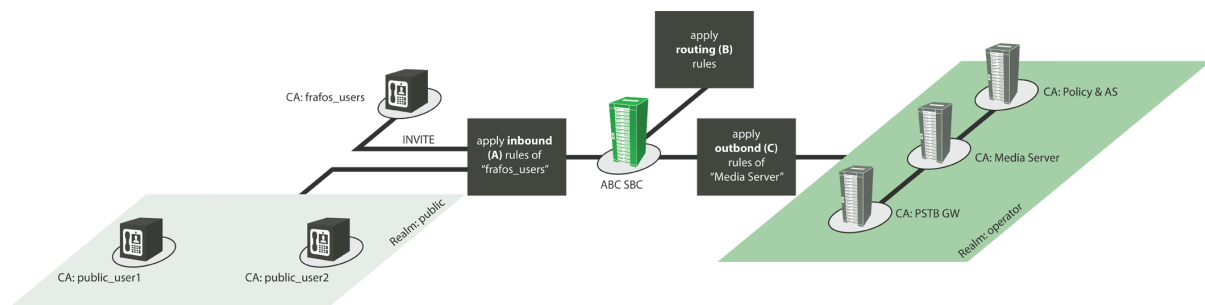 apply
routing (B)
rules
CA: frafos_users
INVITE
apply inbound
(A) rules of
“frafos_users”
ABC SBC
apply
outbond (C)
rules of
“Media Server”
CA: Policy & AS
CA: Media Server
CA: PSTB GW
Realm: operator
Realm: public
CA: public_user1
CA: public_user2